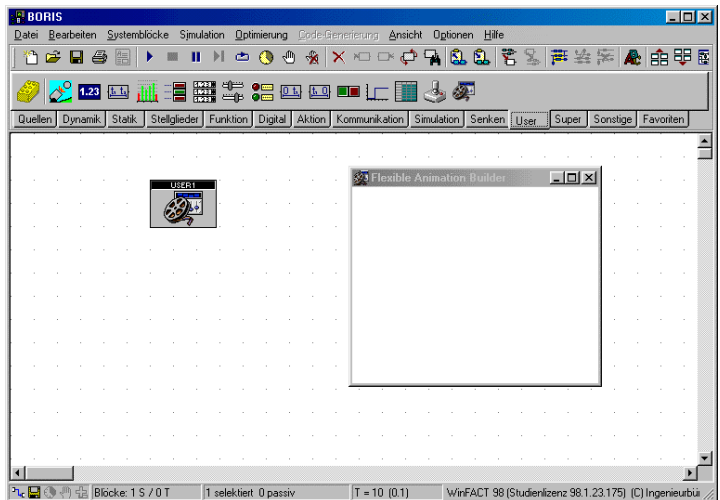 BORIS
Datei Bearbeiten Systemblöcke Simulation Optimierung Code-Generierung Ansicht Optionen Hilfe
1.23
Quellen Dynamik Statik Stellglieder Funktion Digital Aktion Kommunikation Simulation Senken User Super Sonstige Favoriten
USER1
Flexible Animation Builder
Blöcke: 1 S / 0 T 1 selektiert 0 passiv T = 10 (0.1) WinFACT 98 (Studienlizenz 98.1.23.175) (C) Ingenieurbü